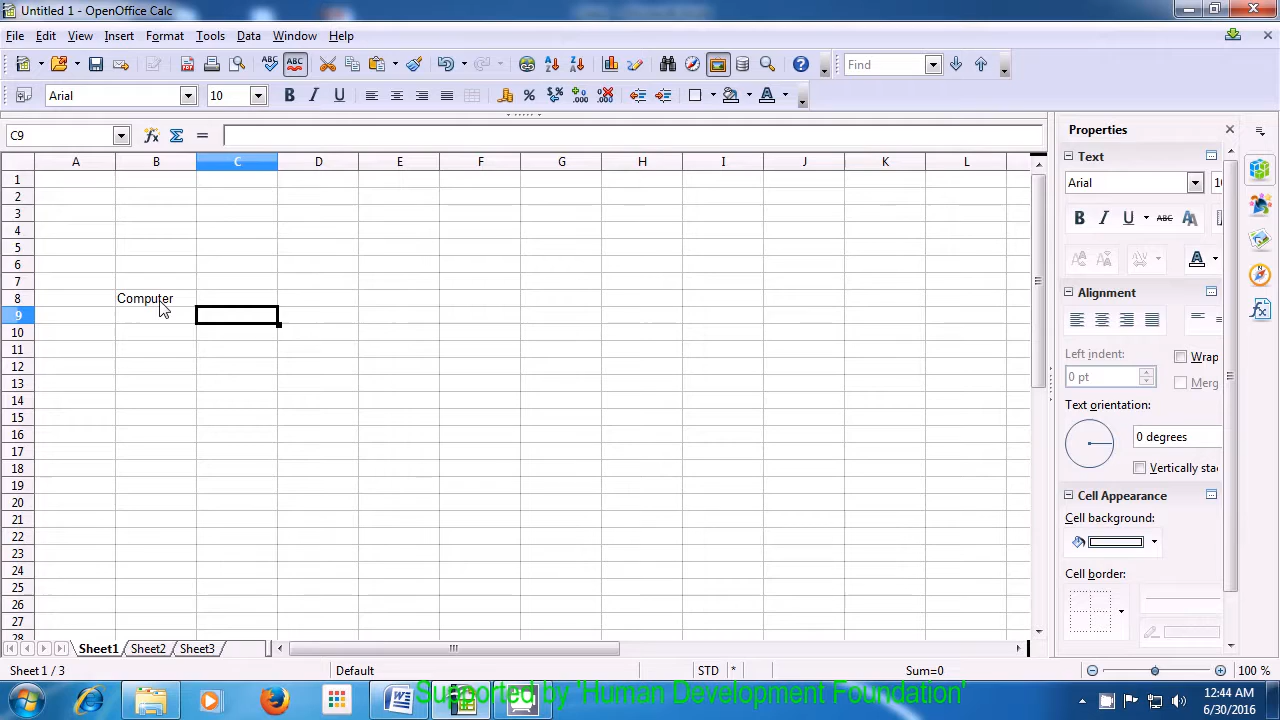 Untitled 1 - OpenOffice Calc
File Edit View Insert Format Tools Data Window Help
Find
Arial 10
C9
A B C D E F G H I J K L
1
2
3
4
5
6
7
8 Computer
9
10
11
12
13
14
15
16
17
18
19
20
21
22
23
24
25
26
27
28
Properties
Text
Arial 10
Alignment
Left indent: Wrap
0 pt Merg
Text orientation:
0 degrees
Vertically stac
Cell Appearance
Cell background:
Cell border:
Sheet1 Sheet2 Sheet3
Sheet 1 / 3 Default STD * Sum=0 100 %
Supported by 'Human Development Foundation'
12:44 AM
6/30/2016